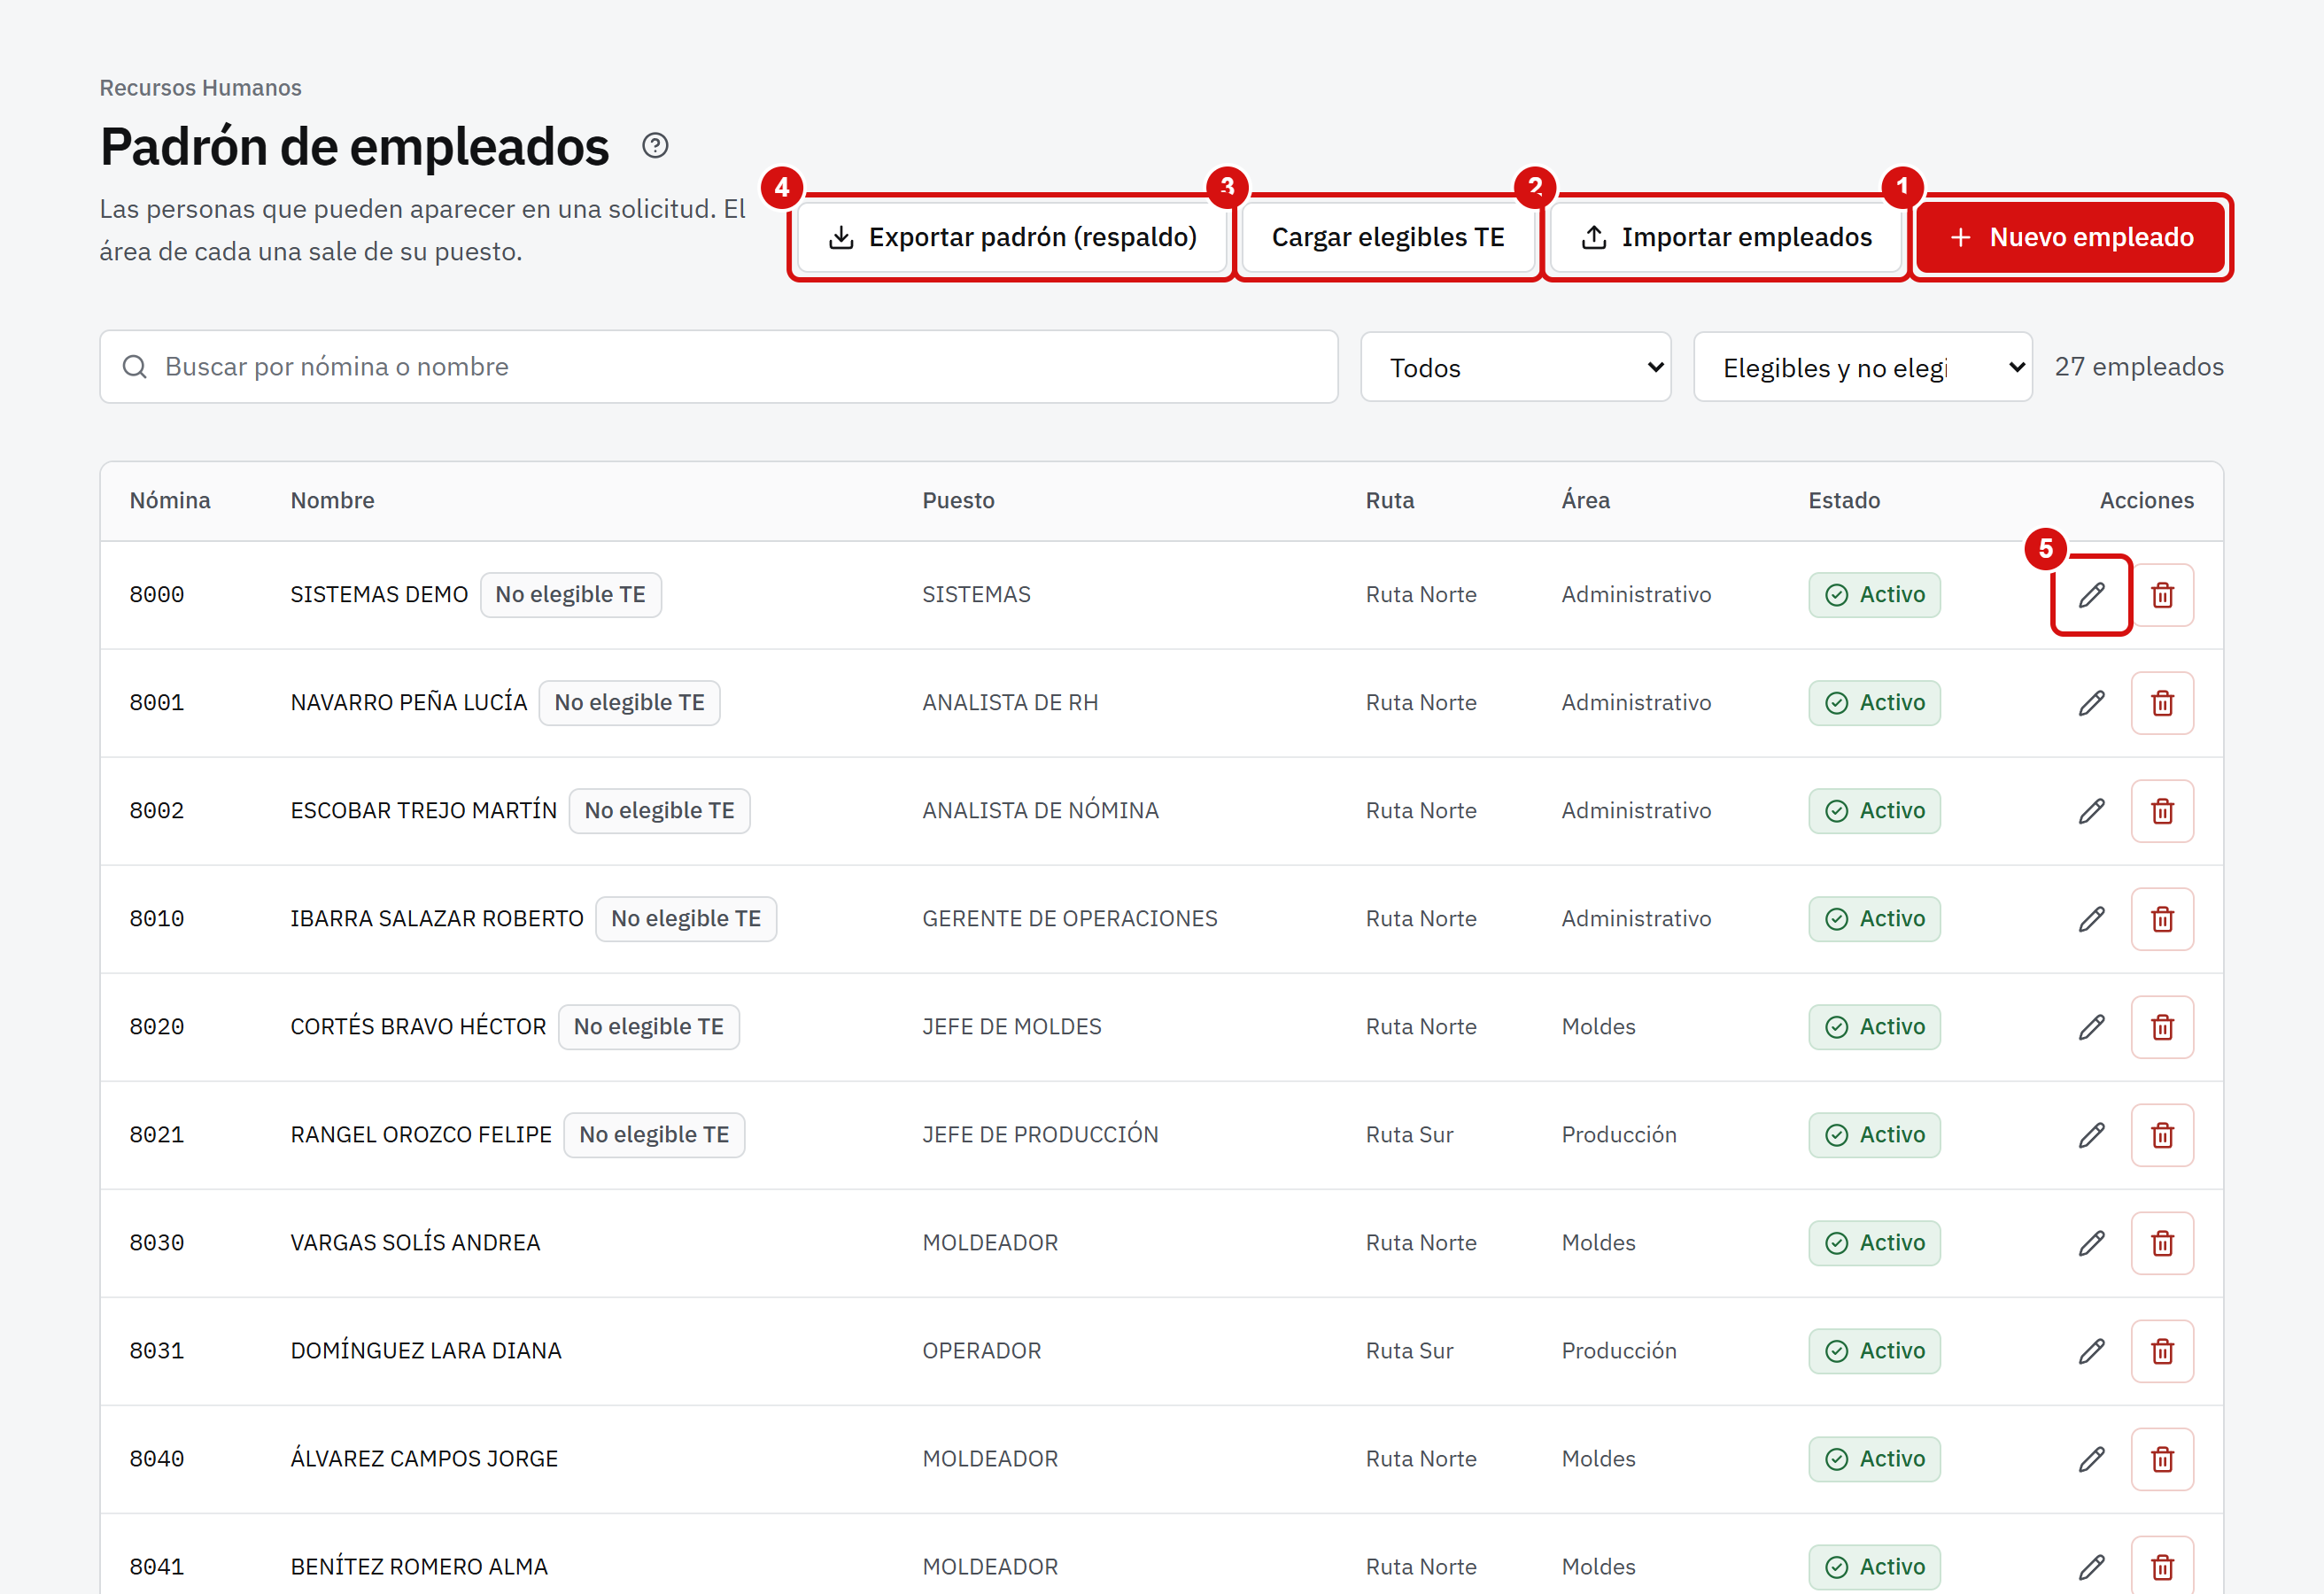 Recursos Humanos
Padrón de empleados
Las personas que pueden aparecer en una solicitud. El
área de cada una sale de su puesto.
4 3 2 1
Exportar padrón (respaldo) Cargar elegibles TE Importar empleados Nuevo empleado
Buscar por nómina o nombre Todos Elegibles y no elegi 27 empleados
Nómina Nombre Puesto Ruta Área Estado Acciones
5
8000 SISTEMAS DEMO No elegible TE SISTEMAS Ruta Norte Administrativo Activo
8001 NAVARRO PEÑA LUCÍA No elegible TE ANALISTA DE RH Ruta Norte Administrativo Activo
8002 ESCOBAR TREJO MARTÍN No elegible TE ANALISTA DE NÓMINA Ruta Norte Administrativo Activo
8010 IBARRA SALAZAR ROBERTO No elegible TE GERENTE DE OPERACIONES Ruta Norte Administrativo Activo
8020 CORTÉS BRAVO HÉCTOR No elegible TE JEFE DE MOLDES Ruta Norte Moldes Activo
8021 RANGEL OROZCO FELIPE No elegible TE JEFE DE PRODUCCIÓN Ruta Sur Producción Activo
8030 VARGAS SOLÍS ANDREA MOLDEADOR Ruta Norte Moldes Activo
8031 DOMÍNGUEZ LARA DIANA OPERADOR Ruta Sur Producción Activo
8040 ÁLVAREZ CAMPOS JORGE MOLDEADOR Ruta Norte Moldes Activo
8041 BENÍTEZ ROMERO ALMA MOLDEADOR Ruta Norte Moldes Activo